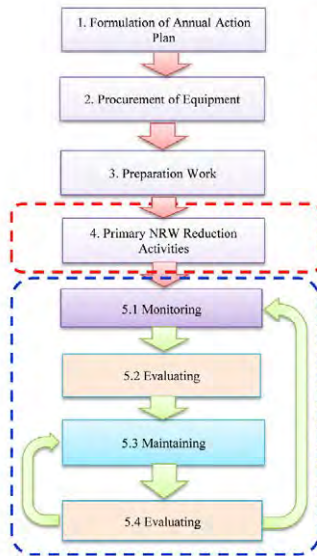 1. Formulation of Annual Action
Plan
2. Procurement of Equipment
3. Preparation Work
4. Primary NRW Reduction
Activities
5.1 Monitoring
5.2 Evaluating
5.3 Maintaining
5.4 Evaluating